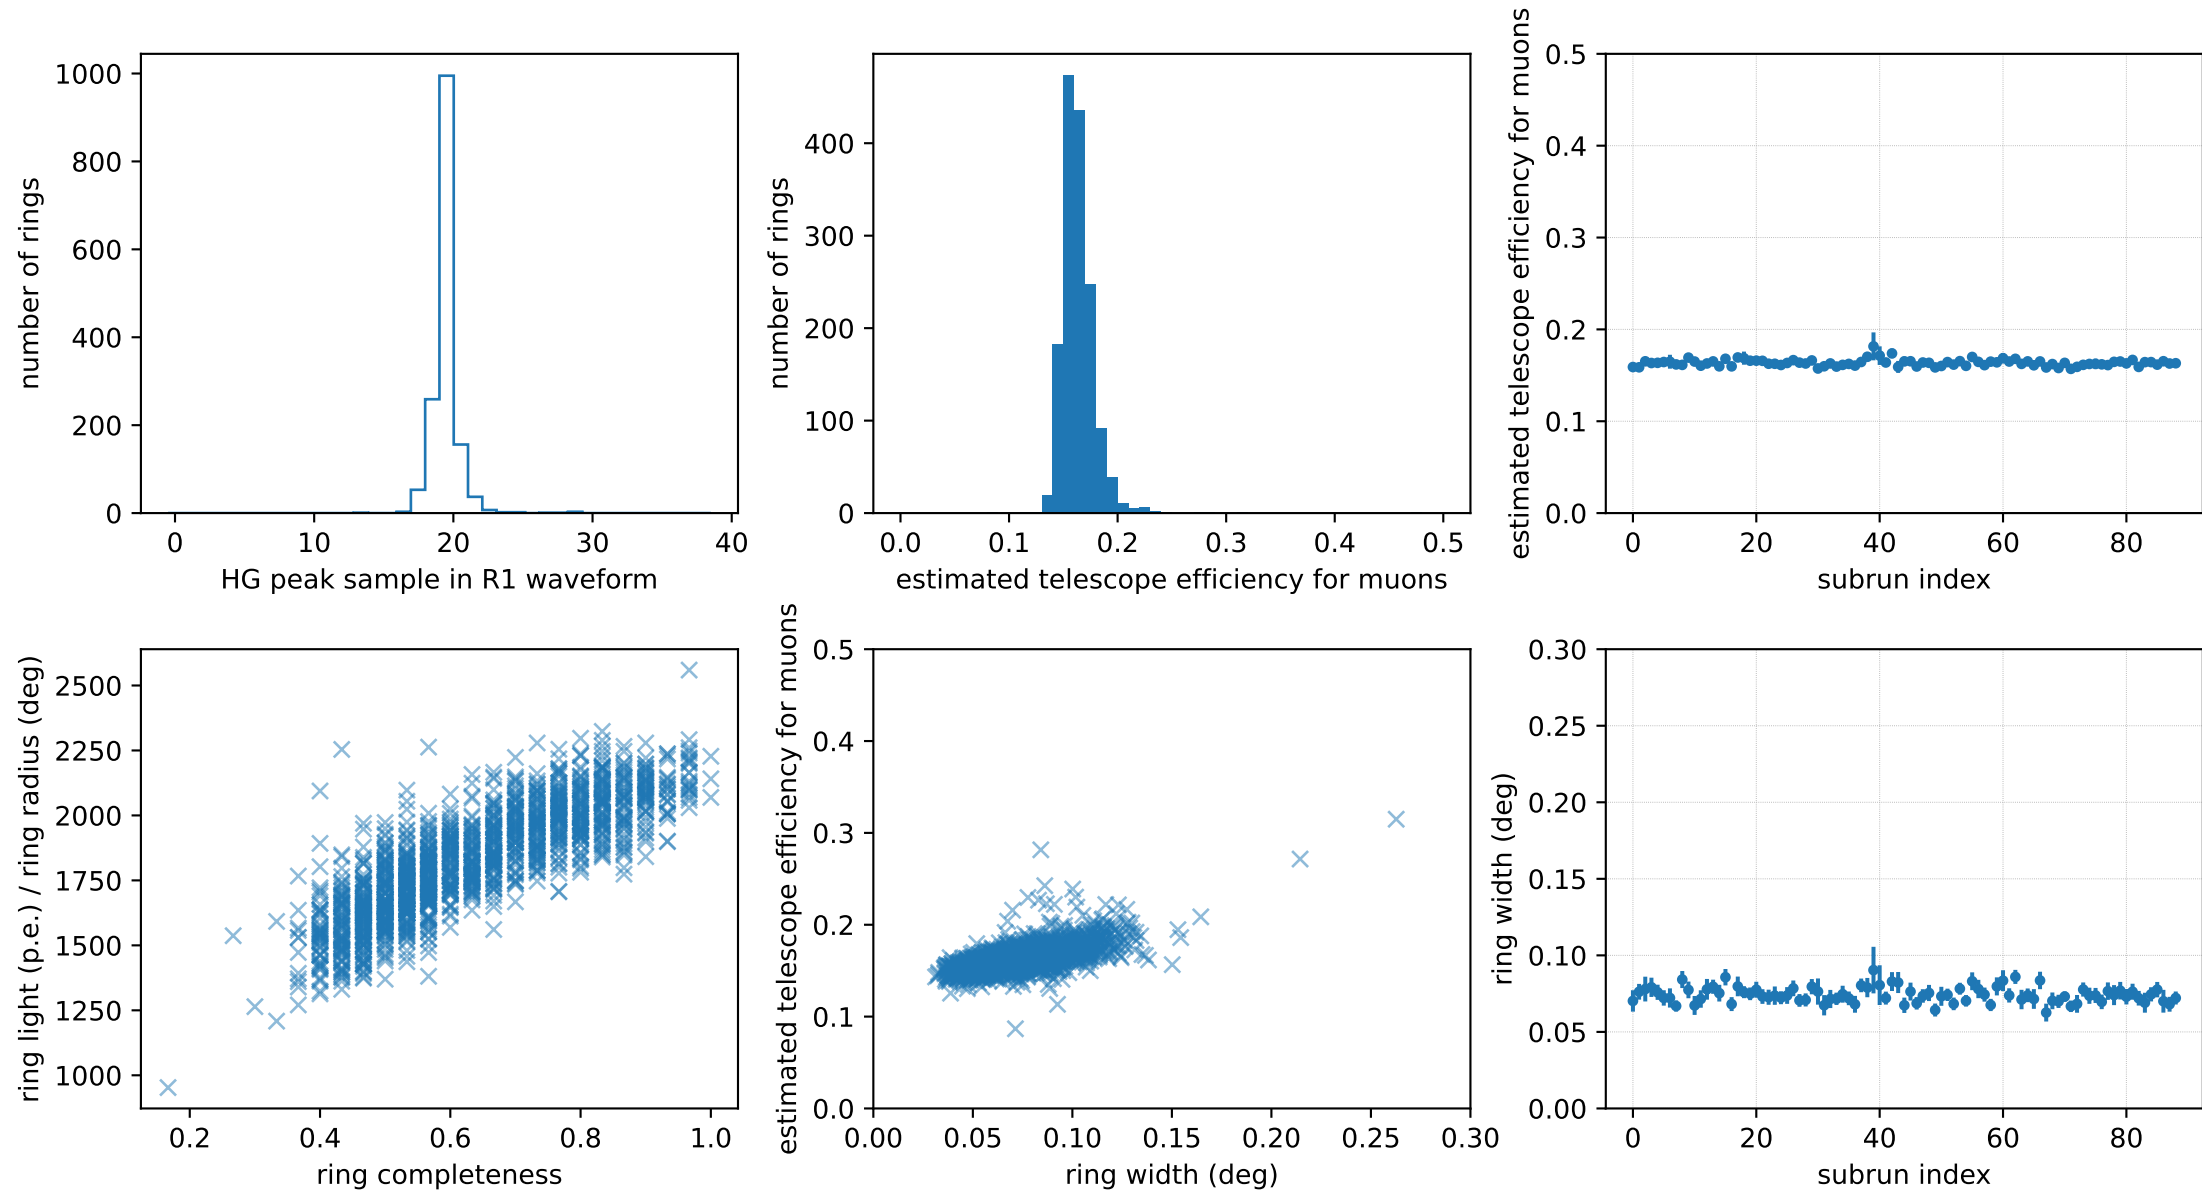 number of rings
1000
800
600
400
200
0
0 10 20 30 40
HG peak sample in R1 waveform
number of rings
400
300
200
100
0
0.0 0.1 0.2 0.3 0.4 0.5
estimated telescope efficiency for muons
estimated telescope efficiency for muons
0.5
0.4
0.3
0.2
0.1
0.0
0 20 40 60 80
subrun index
ring light (p.e.) / ring radius (deg)
2500
2250
2000
1750
1500
1250
1000
0.2 0.4 0.6 0.8 1.0
ring completeness
estimated telescope efficiency for muons
0.5
0.4
0.3
0.2
0.1
0.0
0.00 0.05 0.10 0.15 0.20 0.25 0.30
ring width (deg)
ring width (deg)
0.30
0.25
0.20
0.15
0.10
0.05
0.00
0 20 40 60 80
subrun index